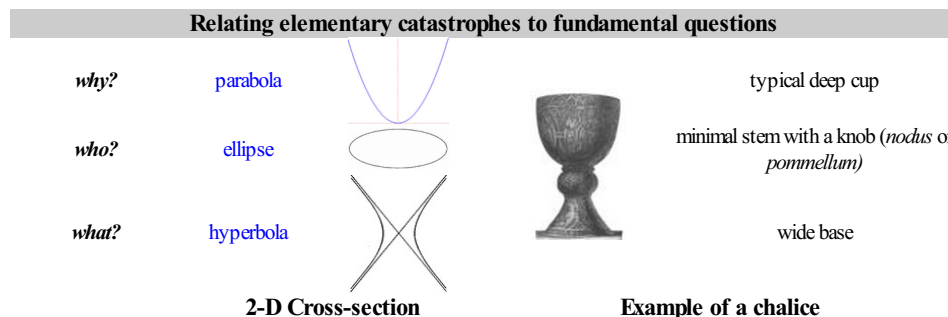 Relating elementary catastrophes to fundamental questions
why? parabola typical deep cup
who? ellipse minimal stem with a knob (nodus o
pommellum)
what? hyperbola wide base
2-D Cross-section Example of a chalice